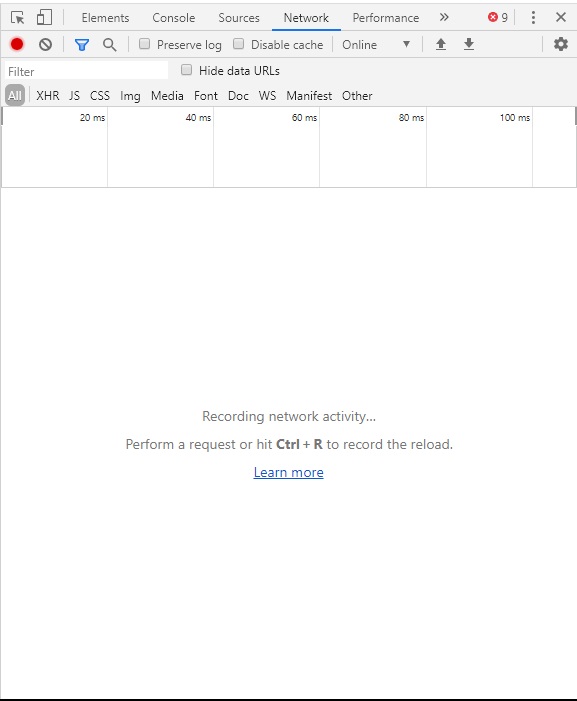 Elements Console Sources Network Performance » 9
Preserve log Disable cache Online
Filter Hide data URLs
All XHR JS CSS Img Media Font Doc WS Manifest Other
20 ms 40 ms 60 ms 80 ms 100 ms
Recording network activity...
Perform a request or hit Ctrl + R to record the reload.
Learn more